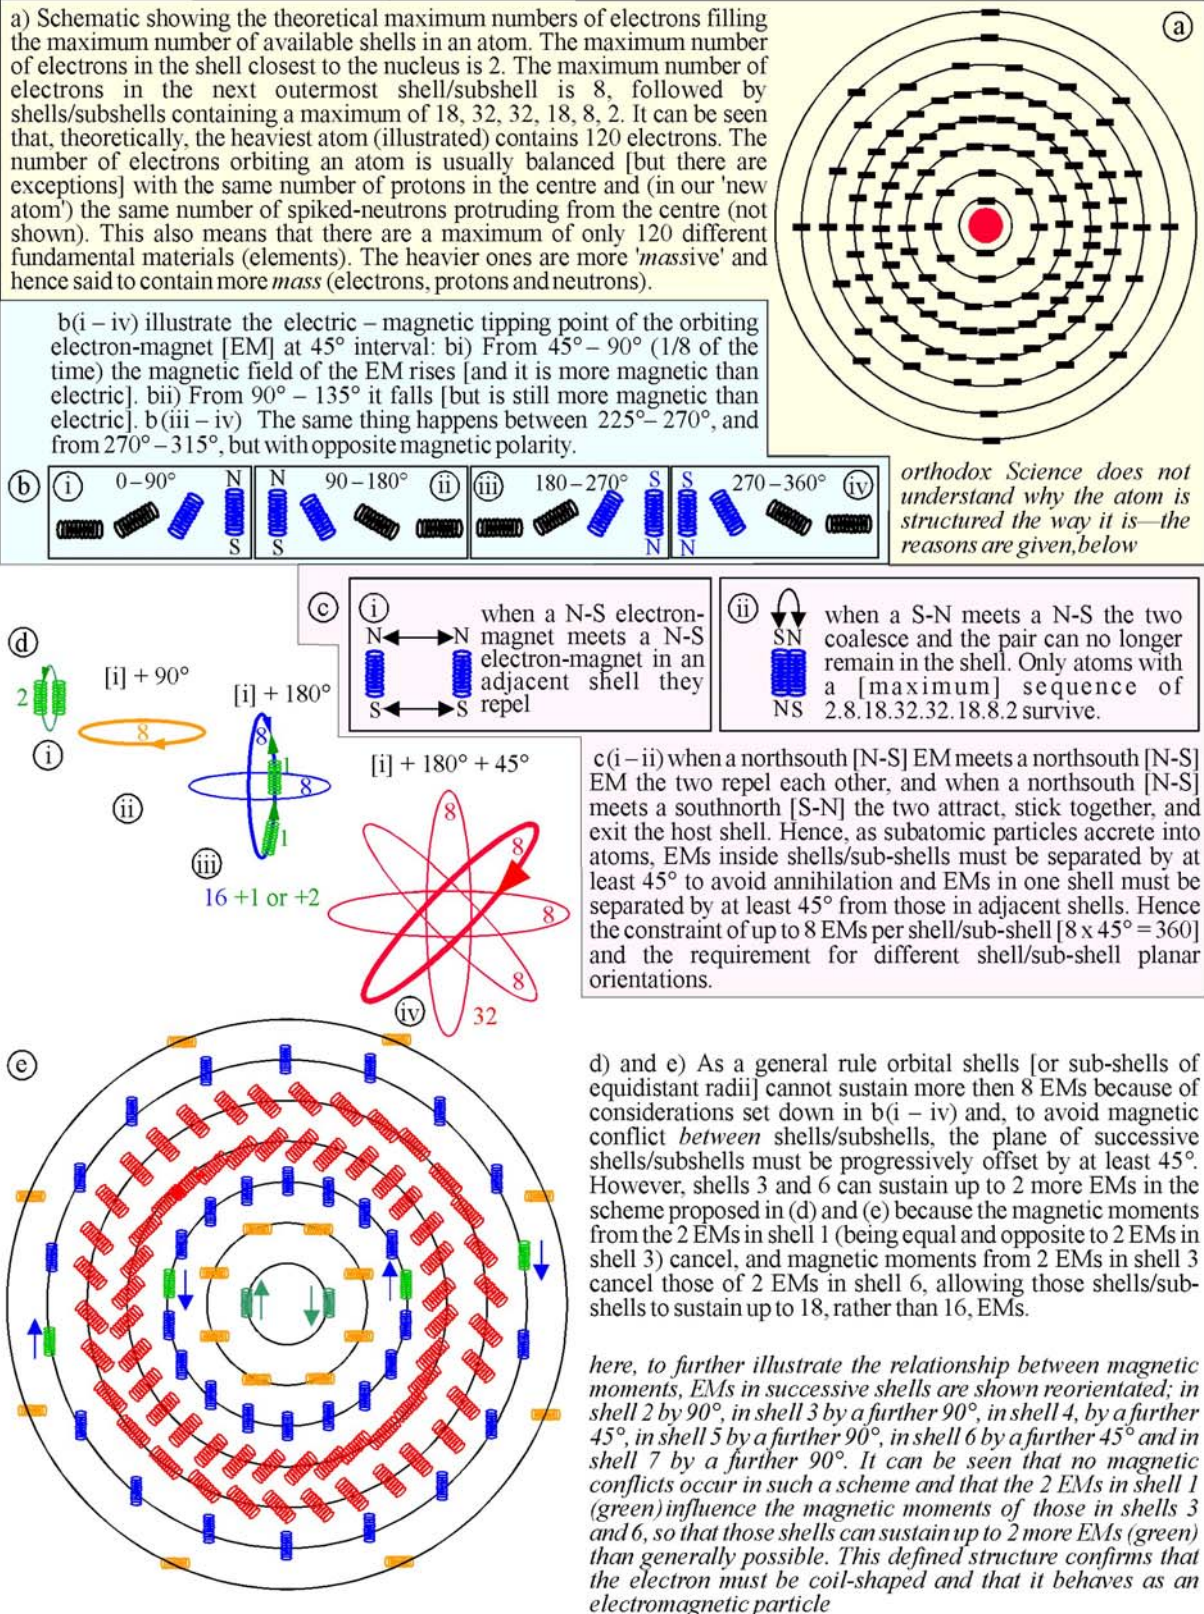 a) Schematic showing the theoretical maximum numbers of electrons filling
the maximum number of available shells in an atom. The maximum number
of electrons in the shell closest to the nucleus is 2. The maximum number of
electrons in the next outermost shell/subshell is 8, followed by
shells/subshells containing a maximum of 18, 32, 32, 18, 8, 2. It can be seen
that, theoretically, the heaviest atom (illustrated) contains 120 electrons. The
number of electrons orbiting an atom is usually balanced [but there are
exceptions] with the same number of protons in the centre and (in our 'new
atom') the same number of spiked-neutrons protruding from the centre (not
shown). This also means that there are a maximum of only 120 different
fundamental materials (elements). The heavier ones are more 'massive' and
hence said to contain more mass (electrons, protons and neutrons).
a
b(i – iv) illustrate the electric – magnetic tipping point of the orbiting
electron-magnet [EM] at 45° interval: bi) From 45° – 90° (1/8 of the
time) the magnetic field of the EM rises [and it is more magnetic than
electric]. bii) From 90° – 135° it falls [but is still more magnetic than
electric]. b(iii – iv) The same thing happens between 225° – 270°, and
from 270° – 315°, but with opposite magnetic polarity.
b
i 0 – 90° N
S
N 90 – 180° ii
S
iii 180 – 270° S
N
S 270 – 360° iv
N
orthodox Science does not
understand why the atom is
structured the way it is—the
reasons are given, below
c
i
N N
S S
when a N-S electron-
magnet meets a N-S
electron-magnet in an
adjacent shell they
repel
ii
SN
NS
when a S-N meets a N-S the two
coalesce and the pair can no longer
remain in the shell. Only atoms with
a [maximum] sequence of
2.8.18.32.32.18.8.2 survive.
c(i – ii) when a northsouth [N-S] EM meets a northsouth [N-S]
EM the two repel each other, and when a northsouth [N-S]
meets a southnorth [S-N] the two attract, stick together, and
exit the host shell. Hence, as subatomic particles accrete into
atoms, EMs inside shells/sub-shells must be separated by at
least 45° to avoid annihilation and EMs in one shell must be
separated by at least 45° from those in adjacent shells. Hence
the constraint of up to 8 EMs per shell/sub-shell [8 x 45° = 360]
and the requirement for different shell/sub-shell planar
orientations.
d
2
i
[i] + 90°
8
ii
[i] + 180°
8
1
8
1
iii
16 +1 or +2
[i] + 180° + 45°
8
8
8
8
iv
32
e
d) and e) As a general rule orbital shells [or sub-shells of
equidistant radii] cannot sustain more then 8 EMs because of
considerations set down in b(i – iv) and, to avoid magnetic
conflict between shells/subshells, the plane of successive
shells/subshells must be progressively offset by at least 45°.
However, shells 3 and 6 can sustain up to 2 more EMs in the
scheme proposed in (d) and (e) because the magnetic moments
from the 2 EMs in shell 1 (being equal and opposite to 2 EMs in
shell 3) cancel, and magnetic moments from 2 EMs in shell 3
cancel those of 2 EMs in shell 6, allowing those shells/sub-
shells to sustain up to 18, rather than 16, EMs.
here, to further illustrate the relationship between magnetic
moments, EMs in successive shells are shown reorientated; in
shell 2 by 90°, in shell 3 by a further 90°, in shell 4, by a further
45°, in shell 5 by a further 90°, in shell 6 by a further 45° and in
shell 7 by a further 90°. It can be seen that no magnetic
conflicts occur in such a scheme and that the 2 EMs in shell 1
(green) influence the magnetic moments of those in shells 3
and 6, so that those shells can sustain up to 2 more EMs (green)
than generally possible. This defined structure confirms that
the electron must be coil-shaped and that it behaves as an
electromagnetic particle